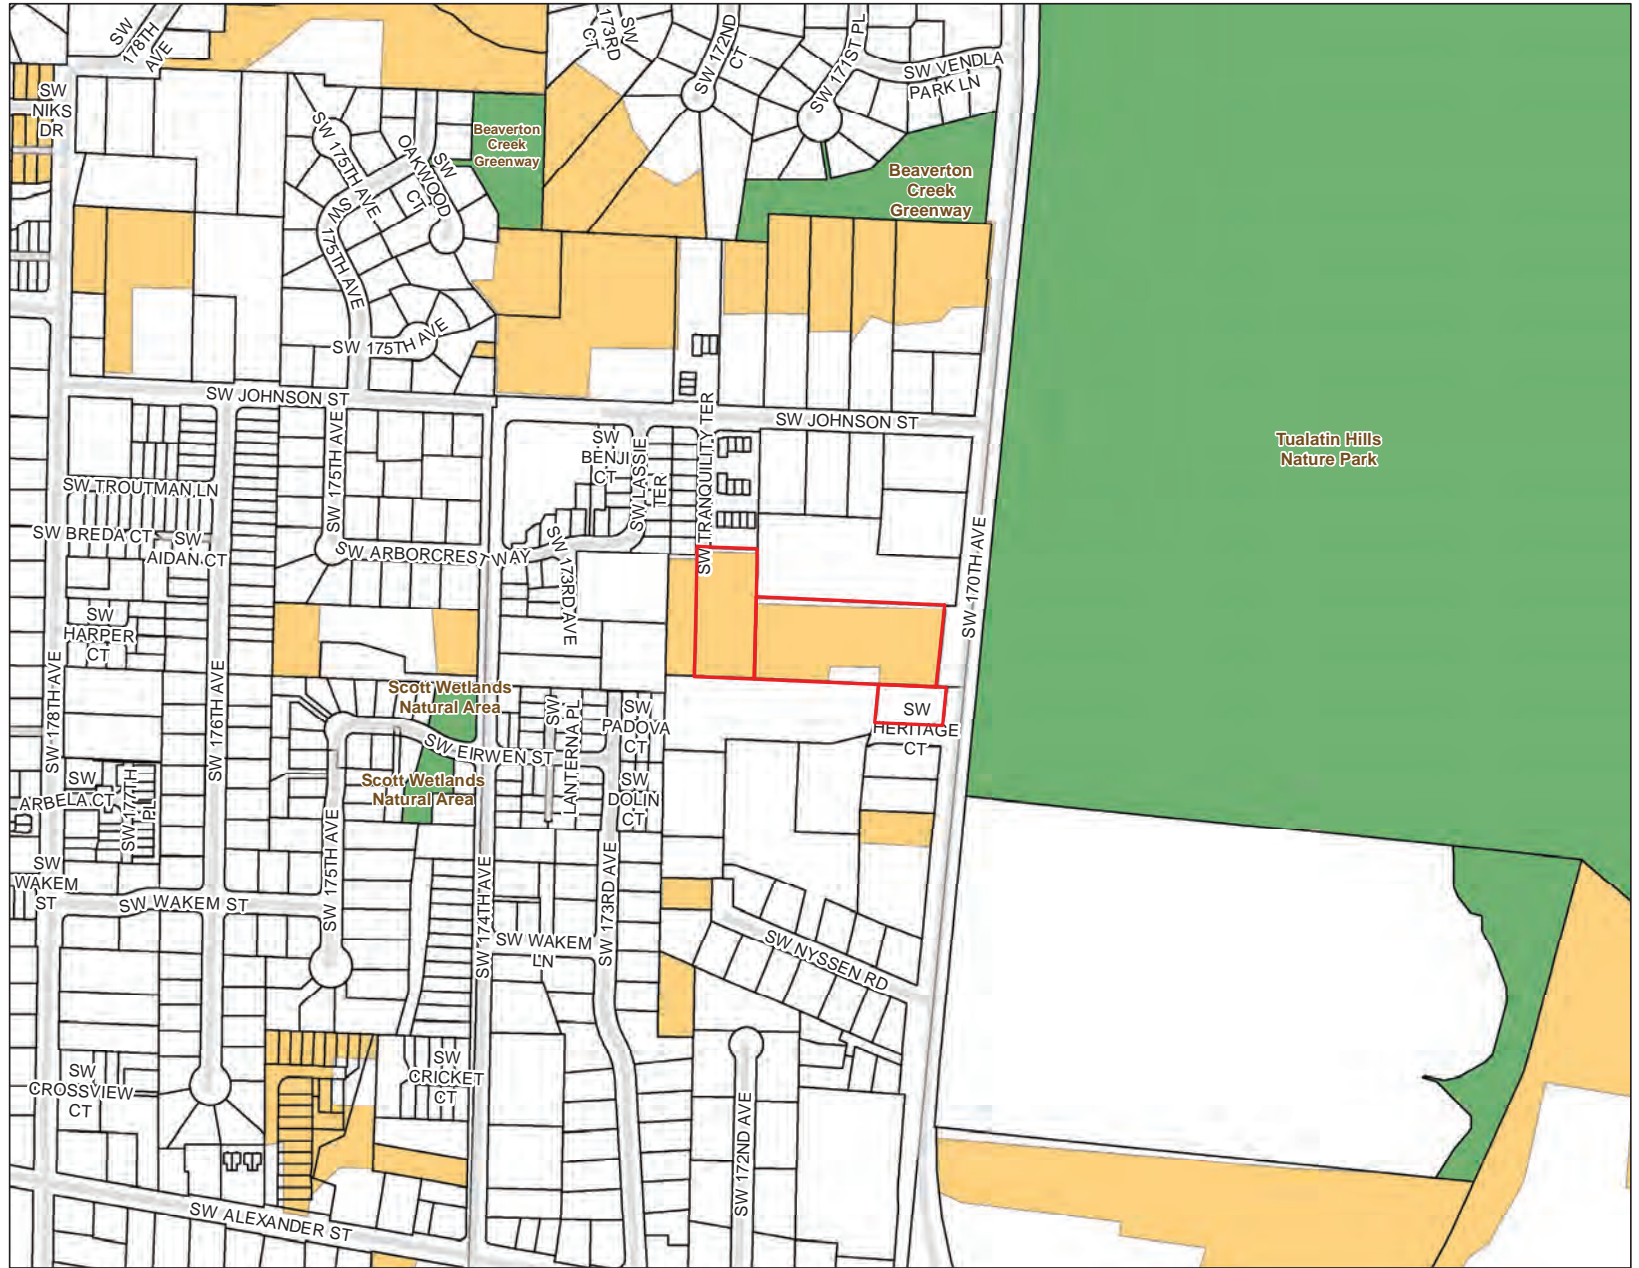 SW
178TH
AVE
SW
173RD
CT
SW 172ND
CT
SW 171ST PL
SW VENDLA
PARK LN
SW
NIKS
DR
SW 175TH AVE
SW
OAKWOOD
CT
Beaverton
Creek
Greenway
Beaverton
Creek
Greenway
SW
175TH AVE
SW 175TH AVE
SW JOHNSON ST
SW JOHNSON ST
SW TRANQUILITY TER
SW
BENJI
CT
SW LASSIE
TER
Tualatin Hills
Nature Park
SW 175TH AVE
SW TROUTMAN LN
SW BREDA CT
SW
AIDAN CT
SW ARBORCREST WAY
SW 173RD AVE
SW 170TH AVE
SW
HARPER
CT
SW 178TH AVE
SW 176TH AVE
Scott Wetlands
Natural Area
SW EIRWEN ST
SW
LANTERNA PL
SW
PADOVA
CT
SW
HERITAGE
CT
Scott Wetlands
Natural Area
SW
DOLIN
CT
SW
ARBELA CT
SW 177TH
PL
SW
WAKEM
ST
SW WAKEM ST
SW 175TH AVE
SW 174TH AVE
SW WAKEM
LN
SW 173RD AVE
SW NYSSEN RD
SW
CROSSVIEW
CT
SW
CRICKET
CT
SW 172ND AVE
SW ALEXANDER ST